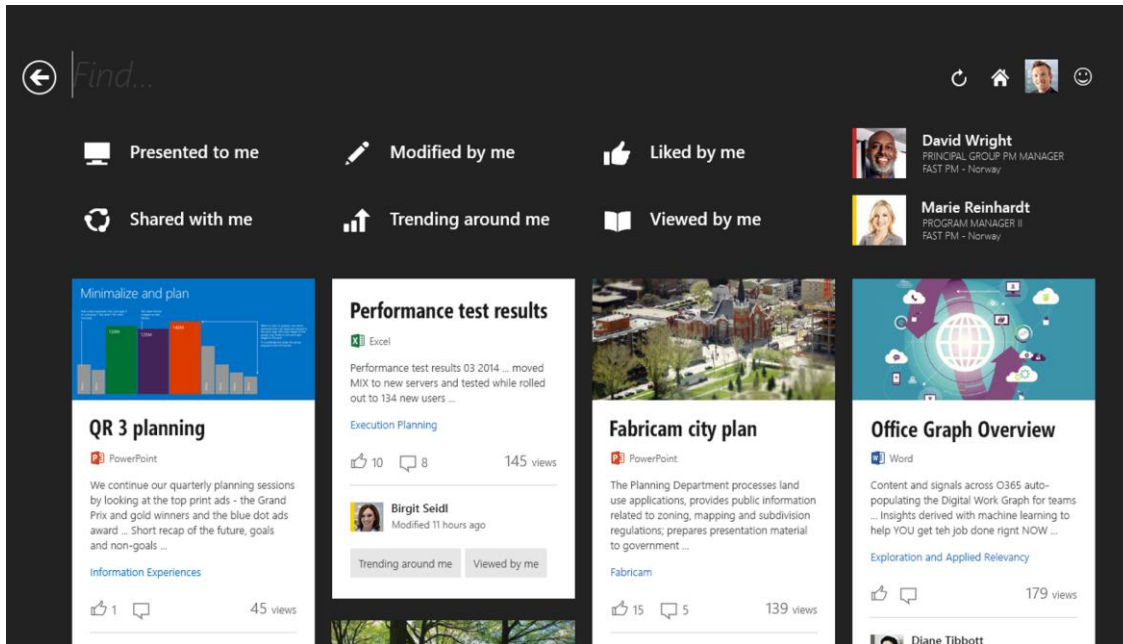 Find...
Presented to me
Modified by me
Liked by me
David Wright
PRINCIPAL GROUP PM MANAGER
FAST PM - Norway
Shared with me
Trending around me
Viewed by me
Marie Reinhardt
PROGRAM MANAGER II
FAST PM - Norway
Minimalize and plan
QR 3 planning
PowerPoint
We continue our quarterly planning sessions
by looking at the top print ads - the Grand
Prix and gold winners and the blue dot ads
award ... Short recap of the future, goals
and non-goals ...
Information Experiences
1
45 views
Performance test results
Excel
Performance test results 03 2014 ... moved
MIX to new servers and tested while rolled
out to 134 new users ...
Execution Planning
10
8
145 views
Birgit Seidl
Modified 11 hours ago
Trending around me
Viewed by me
Fabricam city plan
PowerPoint
The Planning Department processes land
use applications, provides public information
related to zoning, mapping and subdivision
regulations; prepares presentation material
to government ...
Fabricam
15
5
139 views
Office Graph Overview
Word
Content and signals across O365 auto-
populating the Digital Work Graph for teams
... Insights derived with machine learning to
help YOU get teh job done rignt NOW ...
Exploration and Applied Relevancy
179 views
Diane Tibbott